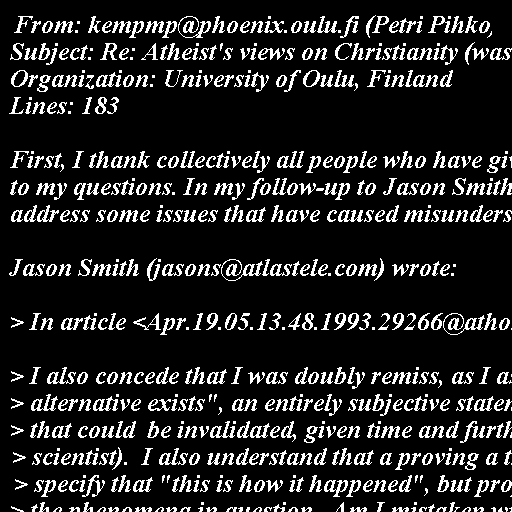 From: kempmp@phoenix.oulu.fi (Petri Pihko)
Subject: Re: Atheist's views on Christianity (was
Organization: University of Oulu, Finland
Lines: 183
First, I thank collectively all people who have
to my questions. In my follow-up to Jason Smith
address some issues that have caused
Jason Smith (jasons@atlastele.com) wrote:
> In article <Apr.19.05.13.48.1993.29266@atho
> I also concede that I was doubly remiss, as I
> alternative exists", an entirely subjective
> that could  be invalidated, given time and
> scientist).  I also understand that a proving a
> specify that "this is how it happened", but
> the phenomena in question.  Am I mistaken